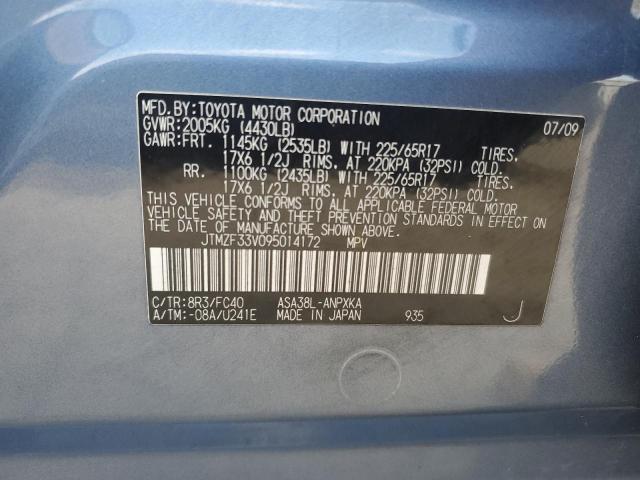 MFD. BY: TOYOTA MOTOR CORPORATION 07/09
GVWR: 2005KG (4430LB)
GAWR: FRT. 1145KG (2535LB) WITH 225/65R17 TIRES.
17X6 1/2J RIMS. AT 220KPA (32PSI) COLD.
RR. 1100KG (2435LB) WITH 225/65R17 TIRES.
17X6 1/2J RIMS. AT 220KPA (32PSI) COLD.
THIS VEHICLE CONFORMS TO ALL APPLICABLE FEDERAL MOTOR
VEHICLE SAFETY AND THEFT PREVENTION STANDARDS IN EFFECT ON
THE DATE OF MANUFACTURE SHOWN ABOVE.
JTMZF33V095014172 MPV
C/TR: 8R3/FC40 ASA38L-ANPXKA
A/TM: -08A/U241E MADE IN JAPAN 935 J